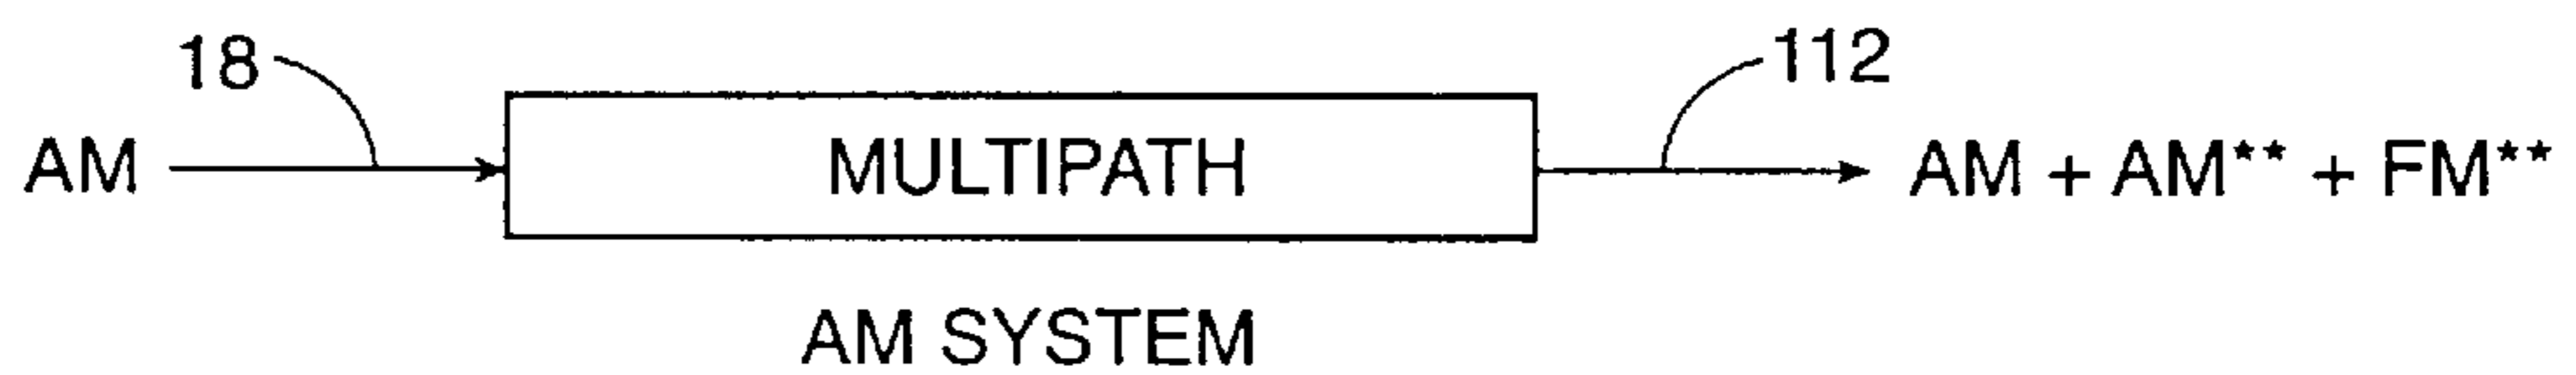 18
112
AM
MULTIPATH
AM + AM** + FM**
AM SYSTEM